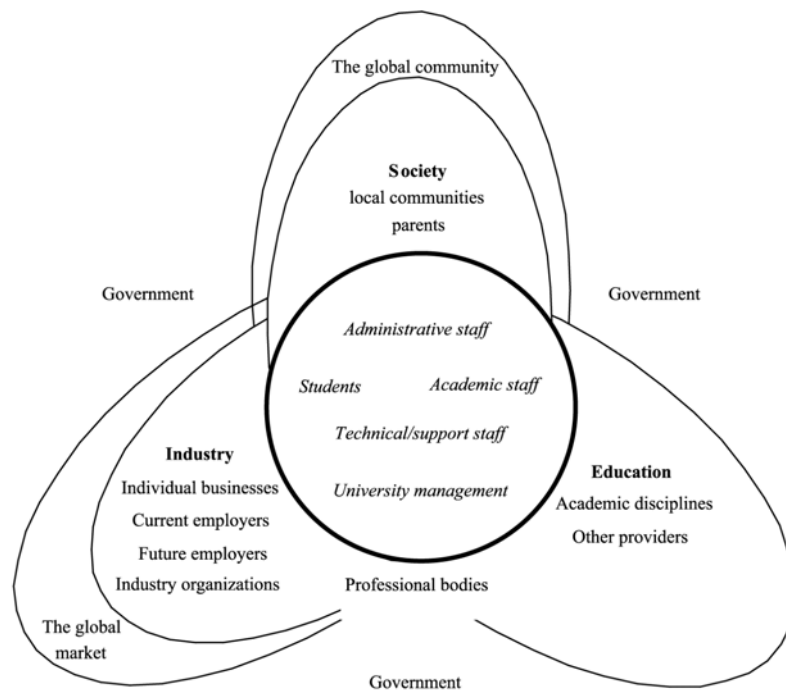 The global community
Society
local communities
parents
Government
Government
Administrative staff
Students
Academic staff
Technical/support staff
University management
Industry
Individual businesses
Current employers
Future employers
Industry organizations
Education
Academic disciplines
Other providers
Professional bodies
The global
market
Government